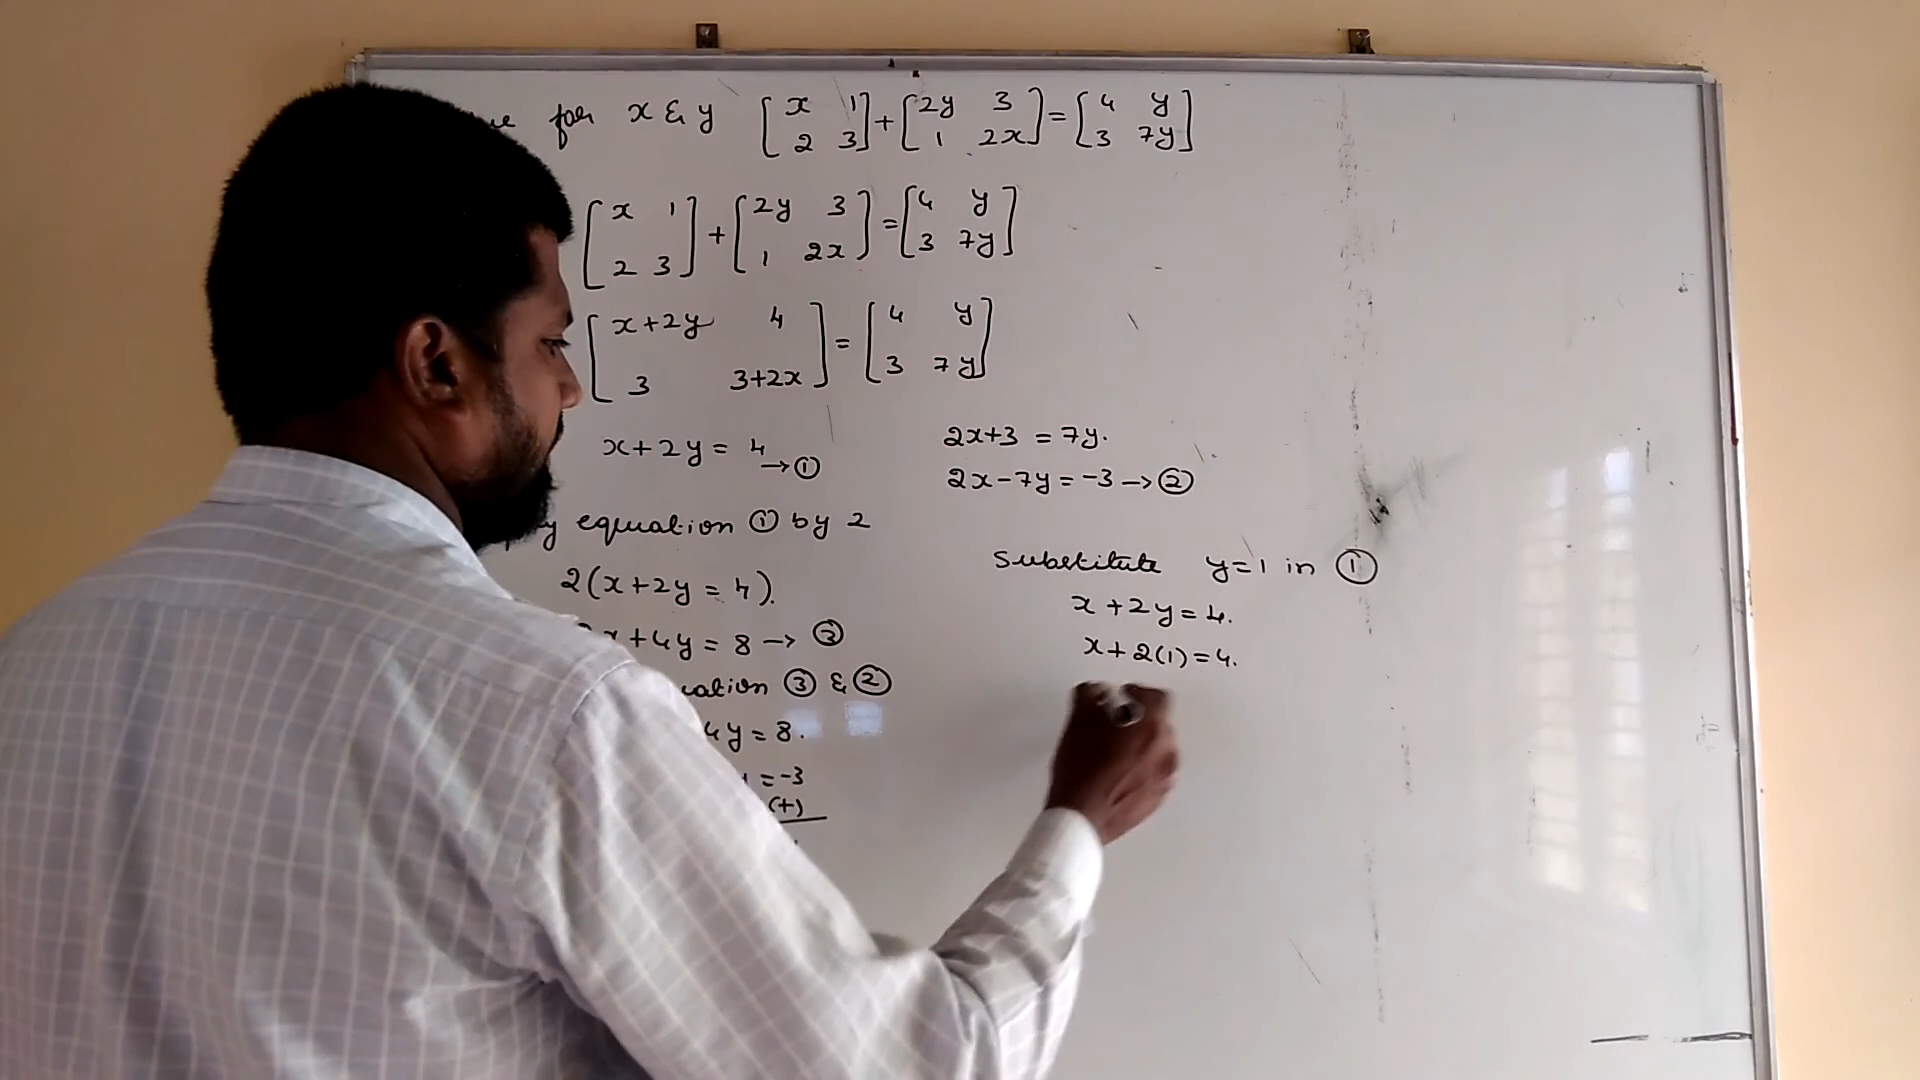 for x & y [x 1 2 3] + [2y 3 1 2x] = [4 y 3 7y]
[x 1 2 3] + [2y 3 1 2x] = [4 y 3 7y]
[x+2y 4 3 3+2x] = [4 y 3 7y]
x+2y = 4 → ①
equation ① by 2
2(x+2y = 4).
x+4y = 8 → ③
③ & ②
4y = 8.
= -3
(+)
2x+3 = 7y.
2x-7y = -3 → ②
Substitute y=1 in ①
x+2y = 4.
x+2(1) = 4.